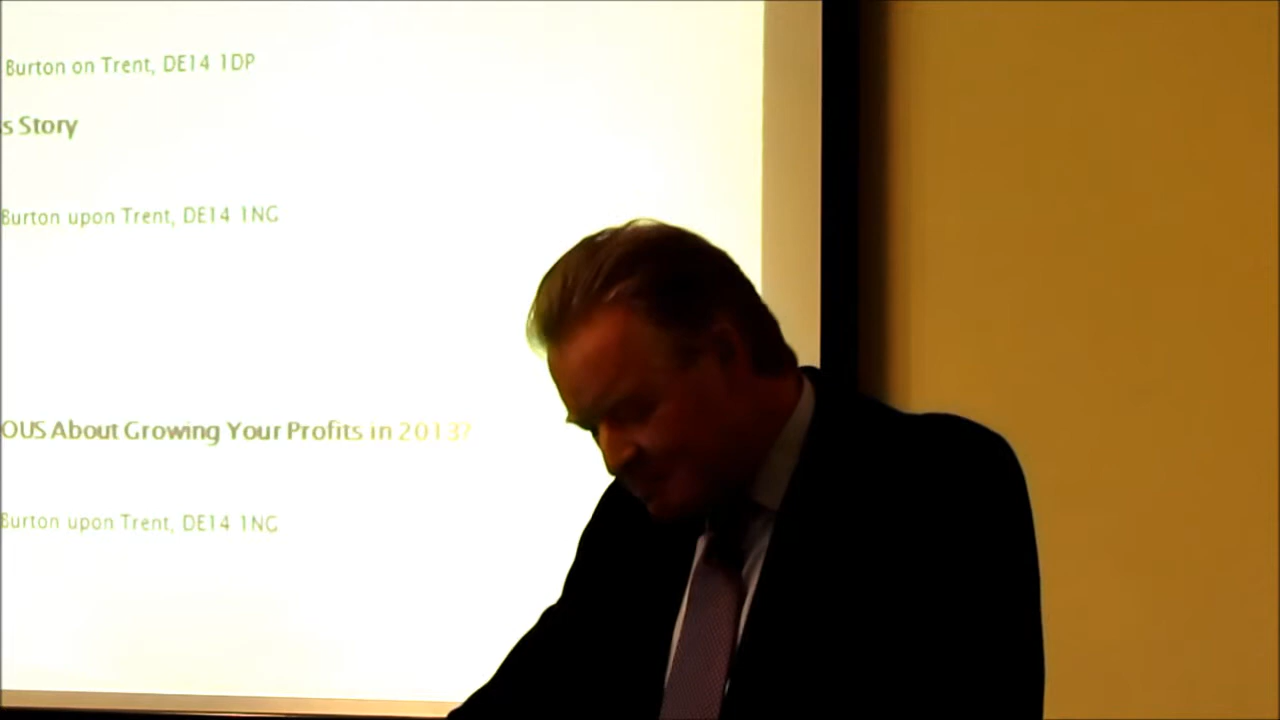 Burton on Trent, DE14 1DP
s Story
Burton upon Trent, DE14 1NG
OUS About Growing Your Profits in 2013?
Burton upon Trent, DE14 1NG